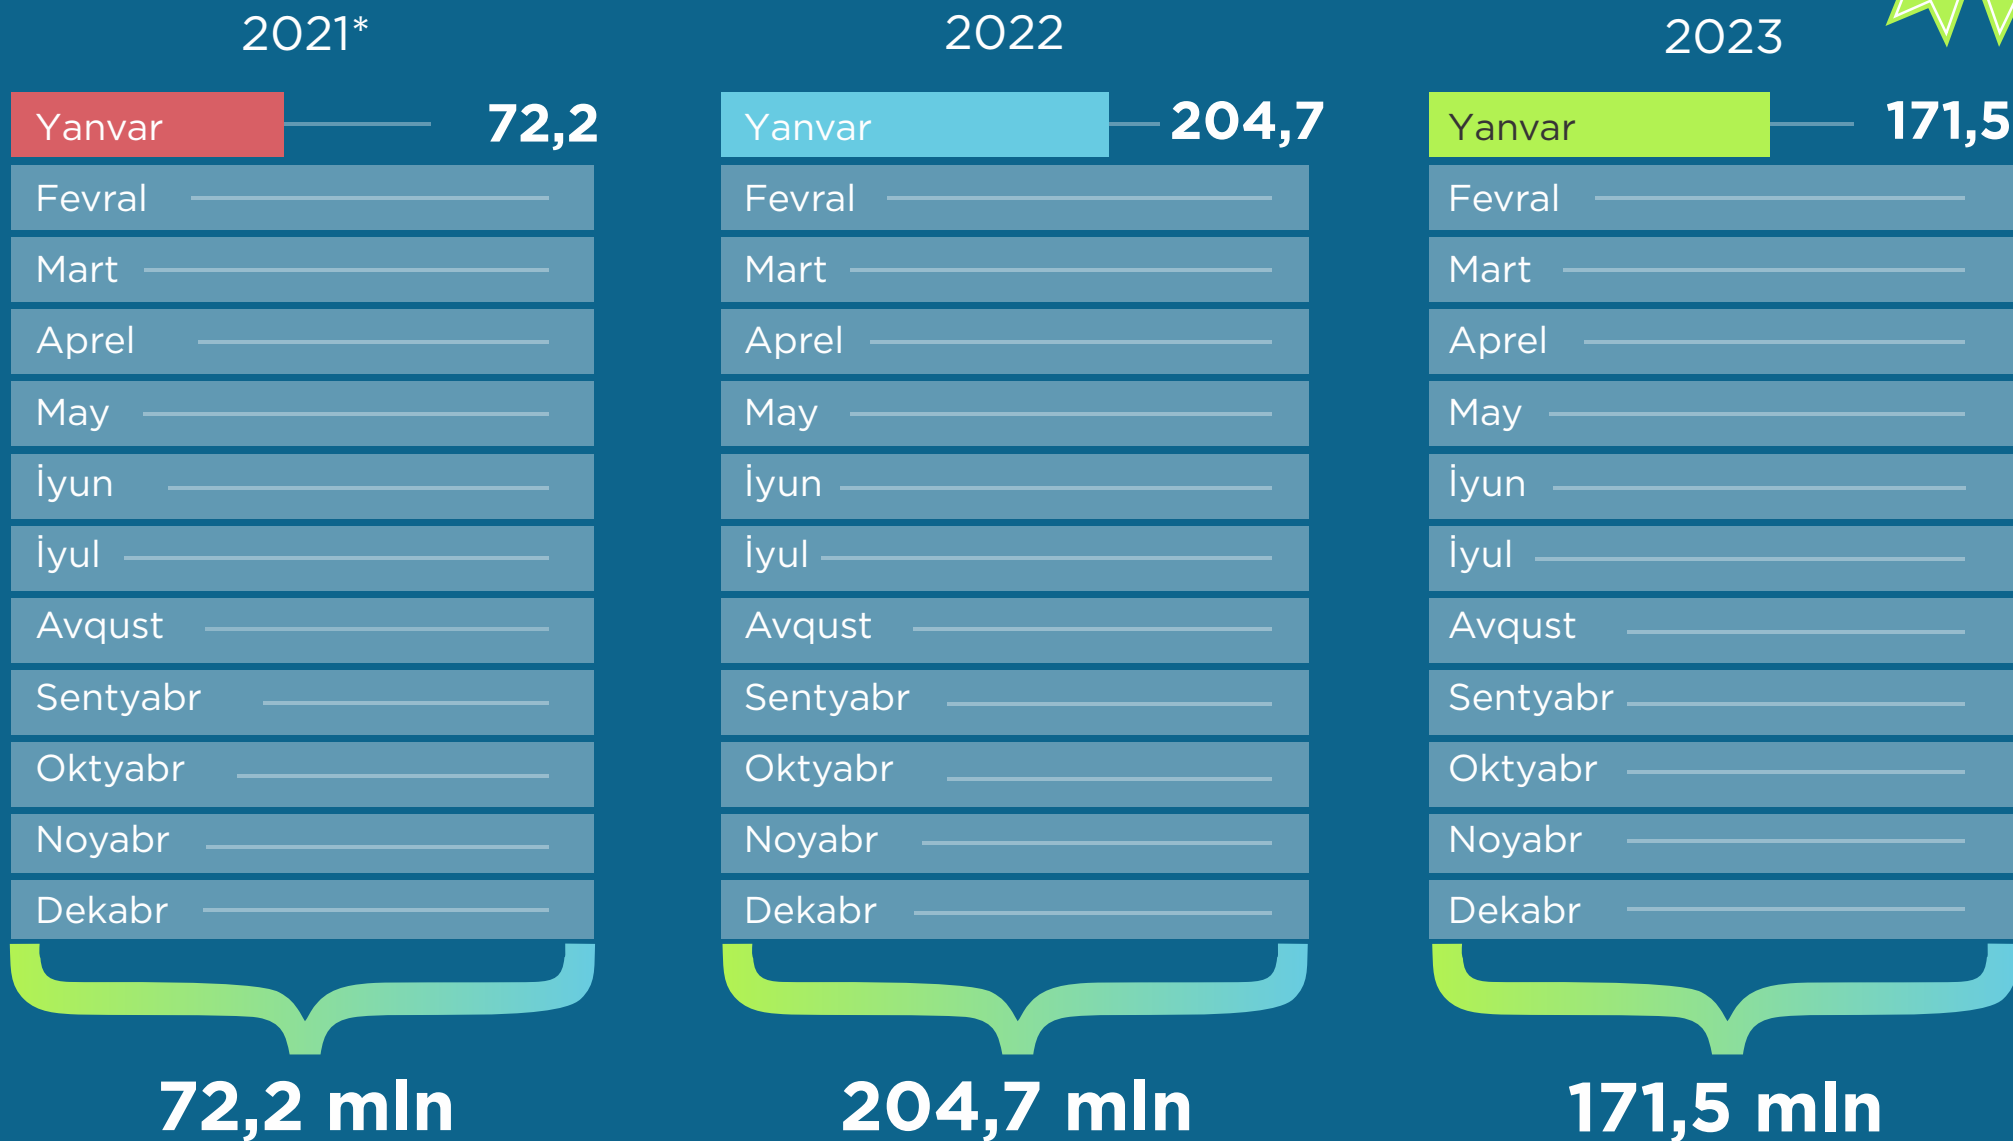 2021*
Yanvar 72,2
Fevral
Mart
Aprel
May
İyun
İyul
Avqust
Sentyabr
Oktyabr
Noyabr
Dekabr
72,2 mln
2022
Yanvar 204,7
Fevral
Mart
Aprel
May
İyun
İyul
Avqust
Sentyabr
Oktyabr
Noyabr
Dekabr
204,7 mln
2023
Yanvar 171,5
Fevral
Mart
Aprel
May
İyun
İyul
Avqust
Sentyabr
Oktyabr
Noyabr
Dekabr
171,5 mln